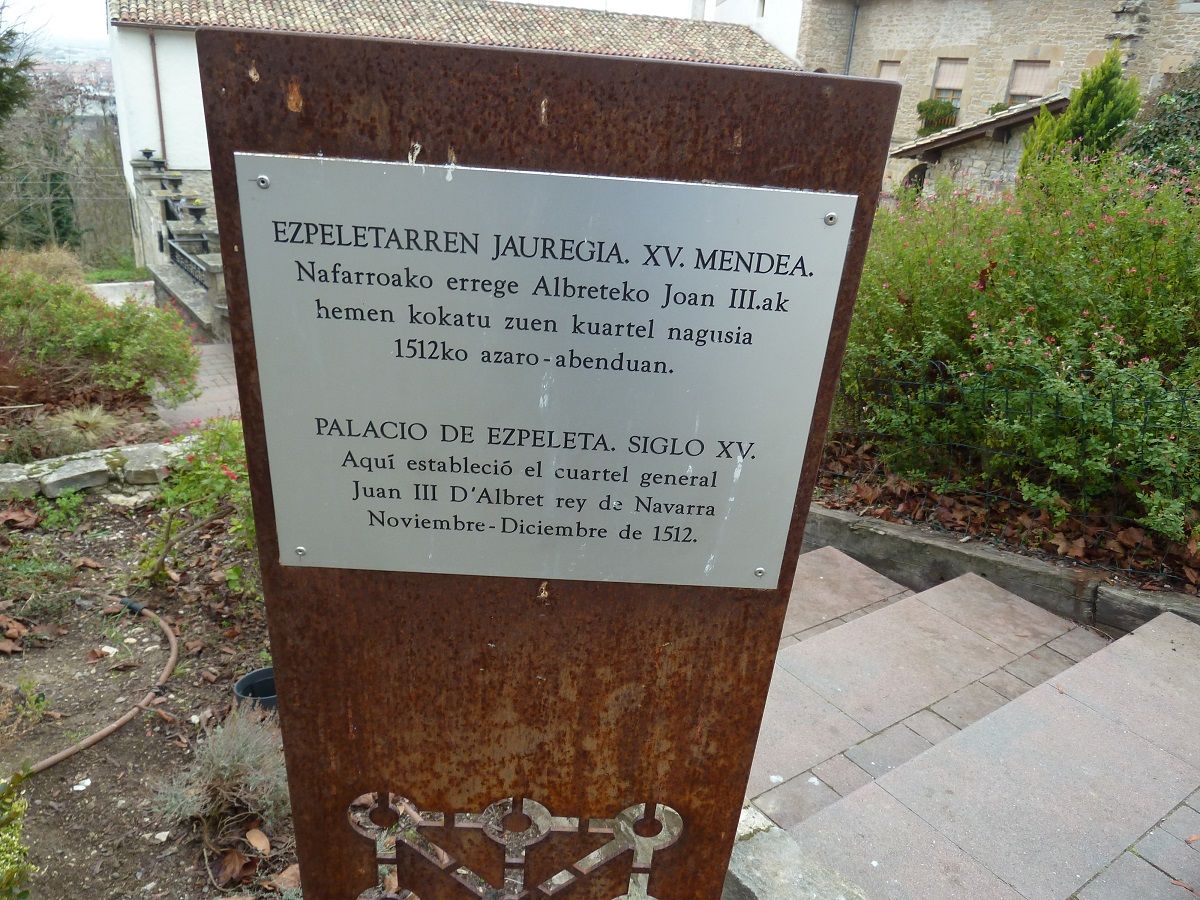 EZPELETARREN JAUREGIA. XV. MENDEA.
Nafarroako errege Albreteko Joan III.ak
hemen kokatu zuen kuartel nagusia
1512ko azaro-abenduan.
PALACIO DE EZPELETA. SIGLO XV.
Aquí estableció el cuartel general
Juan III D'Albret rey de Navarra
Noviembre-Diciembre de 1512.